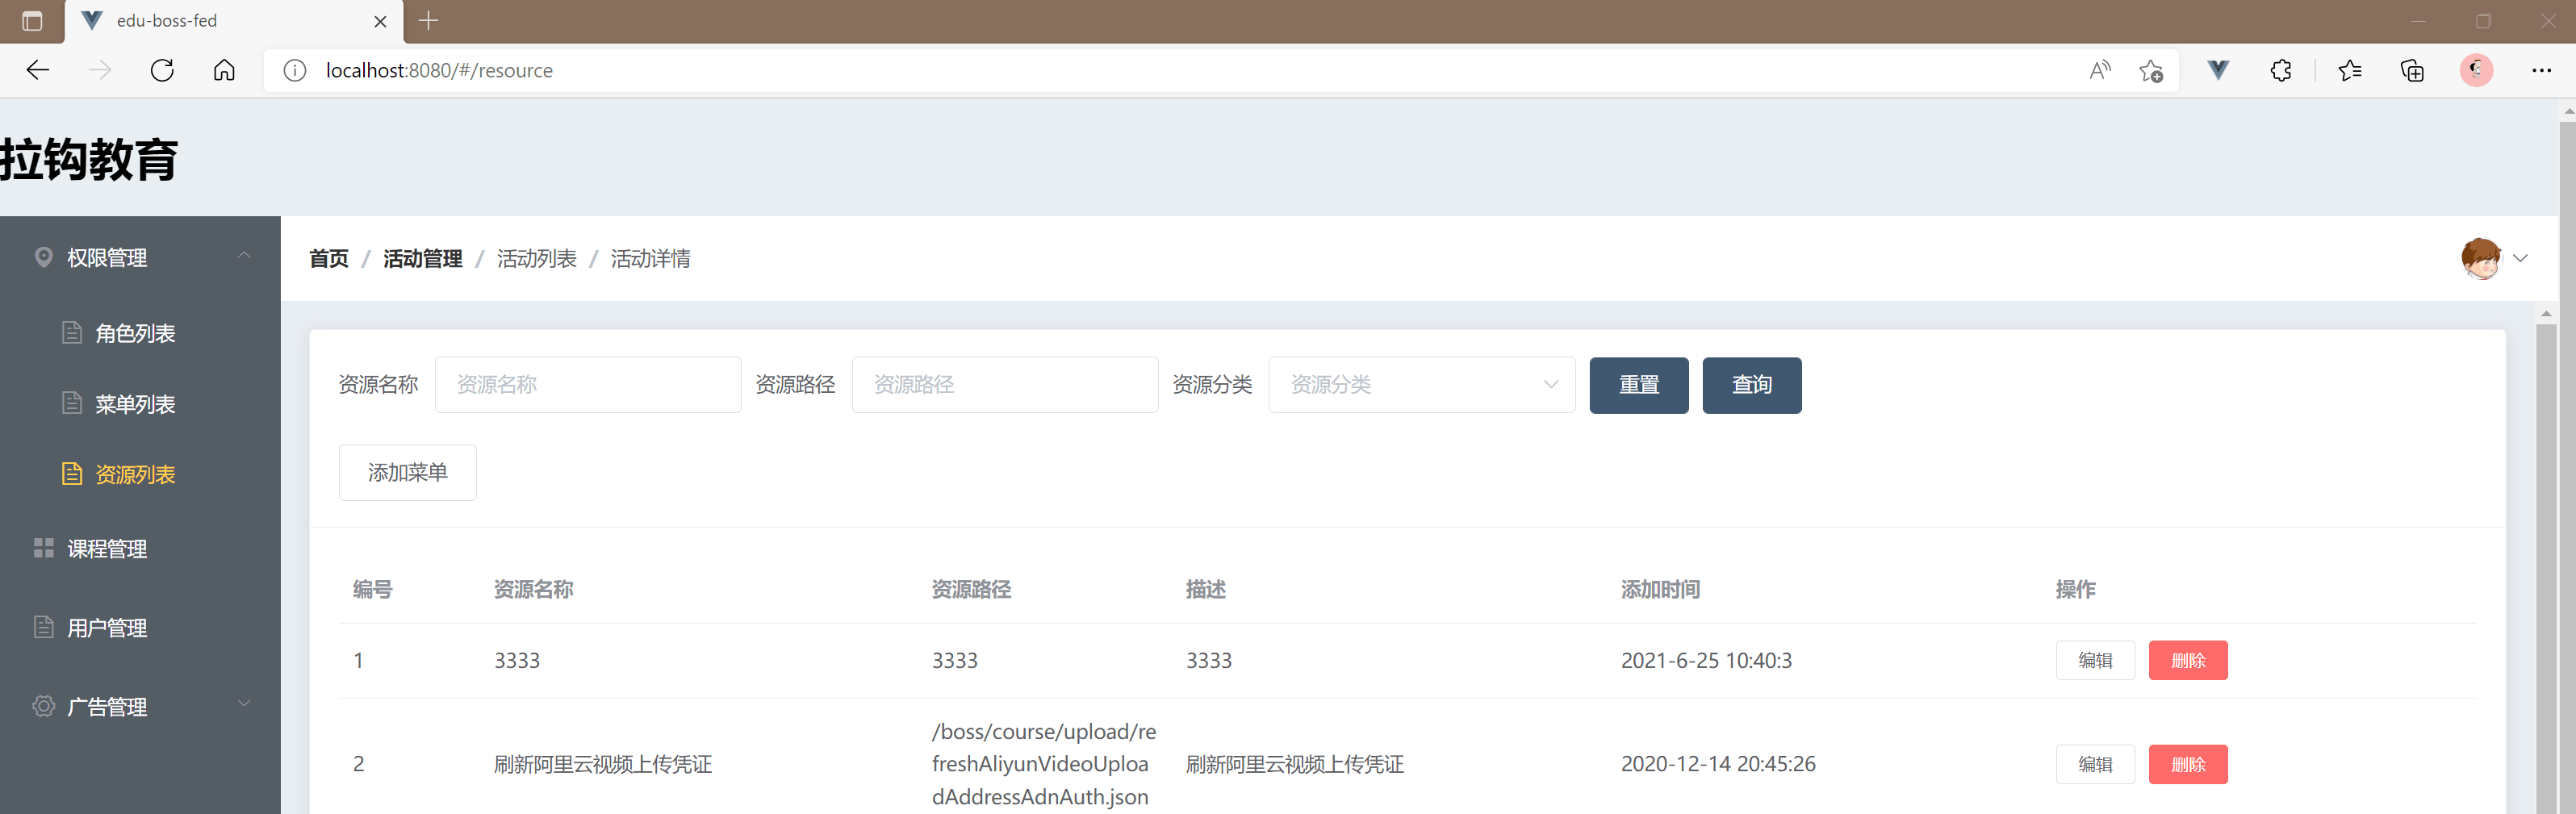 edu-boss-fed
localhost:8080/#/resource
拉钩教育
权限管理
角色列表
菜单列表
资源列表
课程管理
用户管理
广告管理
首页 / 活动管理 / 活动列表 / 活动详情
资源名称 资源名称 资源路径 资源路径 资源分类 资源分类 重置 查询
添加菜单
编号 资源名称 资源路径 描述 添加时间 操作
1 3333 3333 3333 2021-6-25 10:40:3 编辑 删除
2 刷新阿里云视频上传凭证 /boss/course/upload/re
freshAliyunVideoUploa
dAddressAdnAuth.json
刷新阿里云视频上传凭证 2020-12-14 20:45:26 编辑 删除